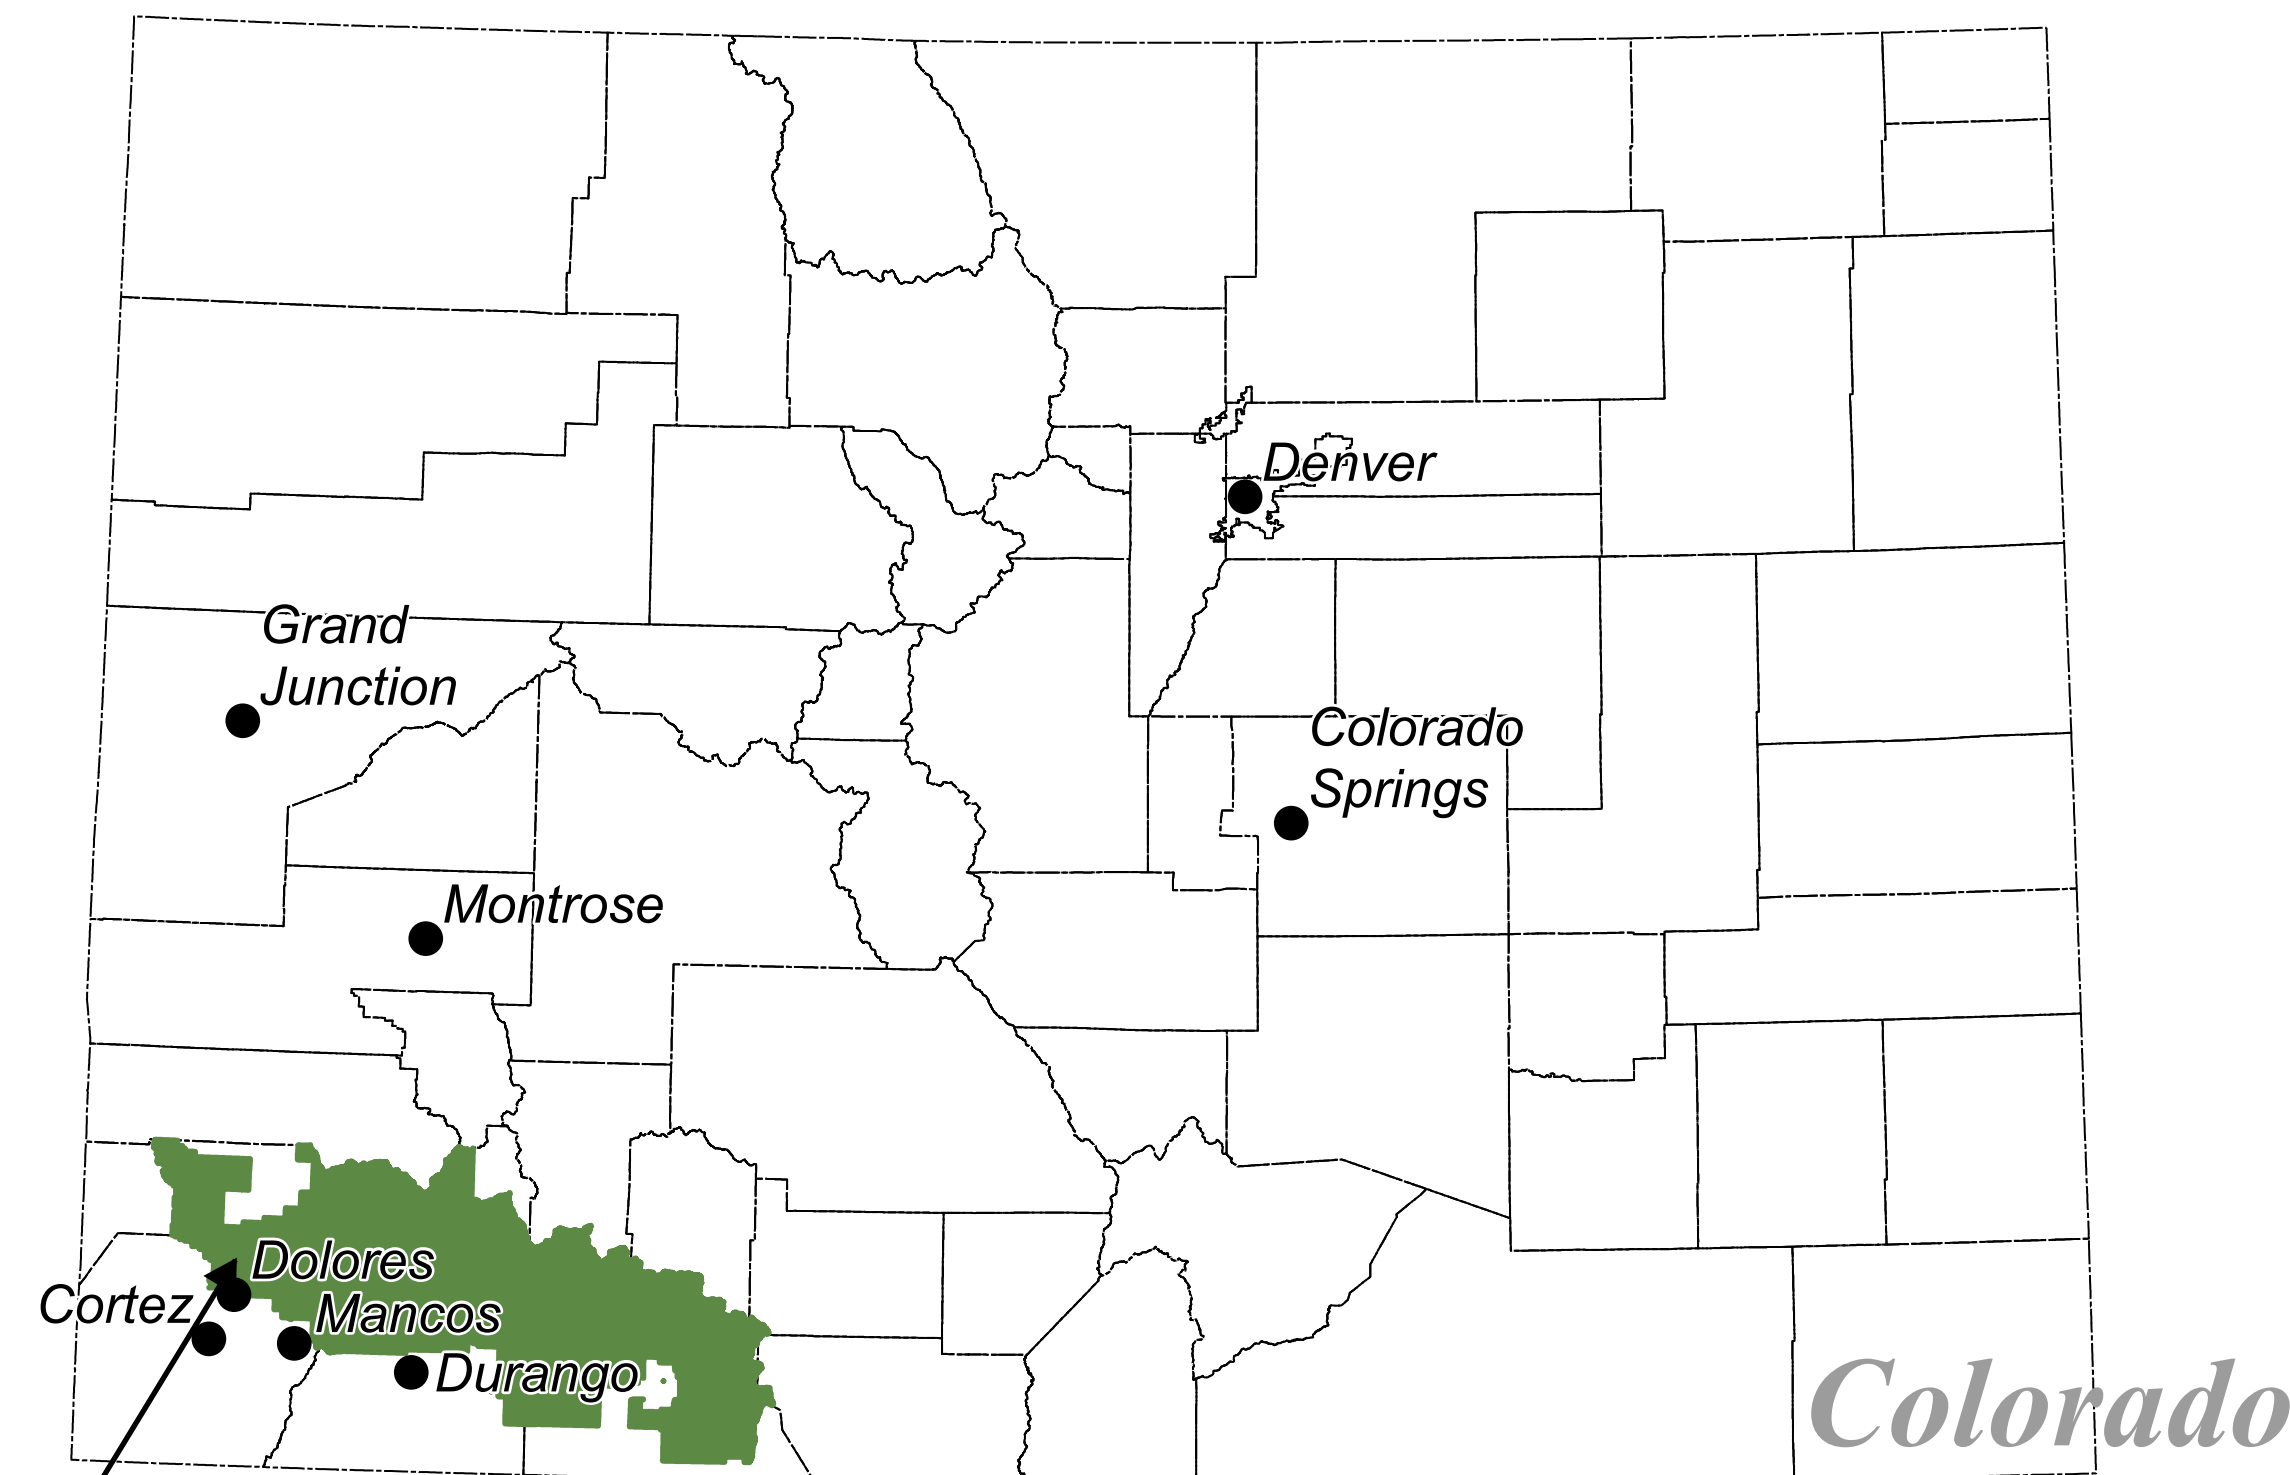 Denver
Grand
Junction
Colorado
Springs
Montrose
Dolores
Cortez
Mancos
Durango
Colorado